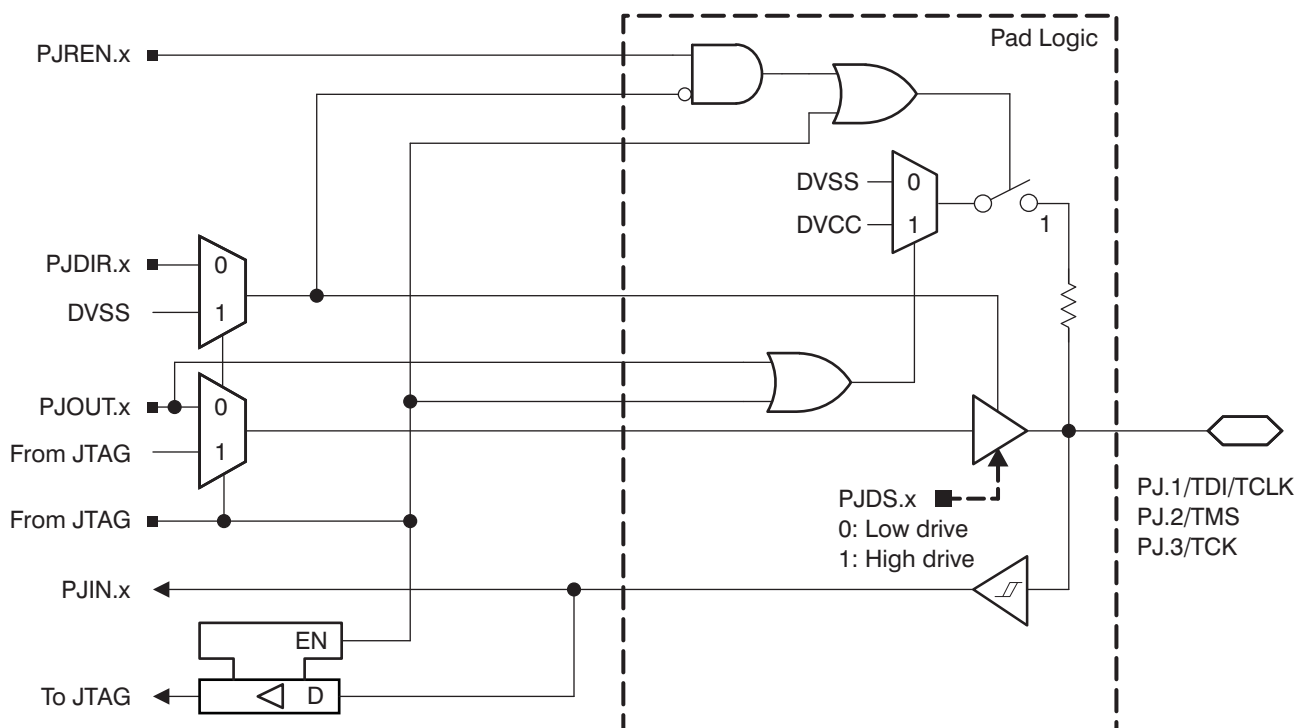 Pad Logic
PJREN.x
DVSS
0
DVCC
1
1
PJDIR.x
0
DVSS
1
PJOUT.x
0
From JTAG
1
From JTAG
PJDS.x
0: Low drive
1: High drive
PJ.1/TDI/TCLK
PJ.2/TMS
PJ.3/TCK
PJIN.x
EN
To JTAG
D